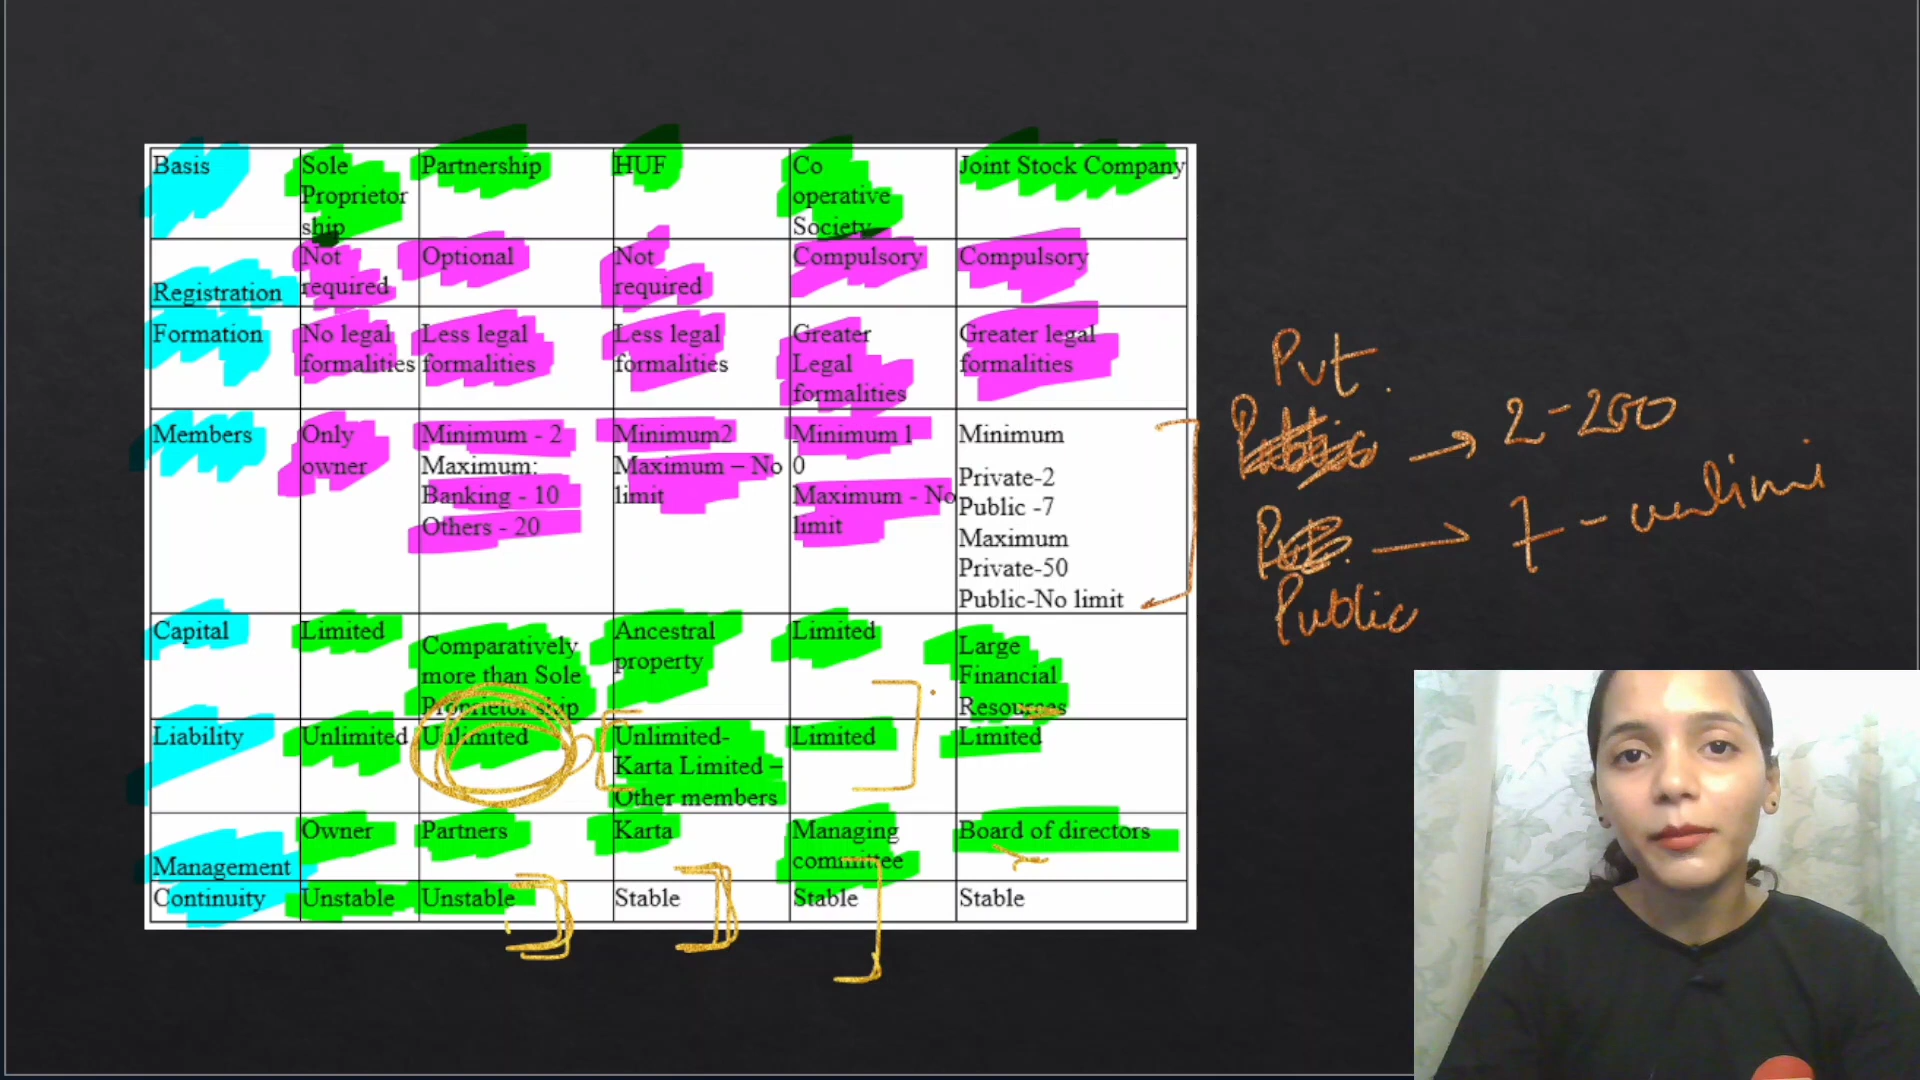 Basis
Sole
Proprietor
ship
Partnership
HUF
Co
operative
Society
Joint Stock Company
Registration
Not
required
Optional
Not
required
Compulsory
Compulsory
Formation
No legal
formalities
Less legal
formalities
Less legal
formalities
Greater
Legal
formalities
Greater legal
formalities
Members
Only
owner
Minimum - 2
Maximum:
Banking - 10
Others - 20
Minimum2
Maximum – No
limit
Minimum 1
0
Maximum - No
limit
Minimum
Private-2
Public -7
Maximum
Private-50
Public-No limit
Capital
Limited
Comparatively
more than Sole
Proprietor ship
Ancestral
property
Limited
Large
Financial
Resources
Liability
Unlimited
Unlimited
Unlimited-
Karta Limited –
Other members
Limited
Limited
Management
Owner
Partners
Karta
Managing
committee
Board of directors
Continuity
Unstable
Unstable
Stable
Stable
Stable
Pvt.
2-200
7-unlimi
Public